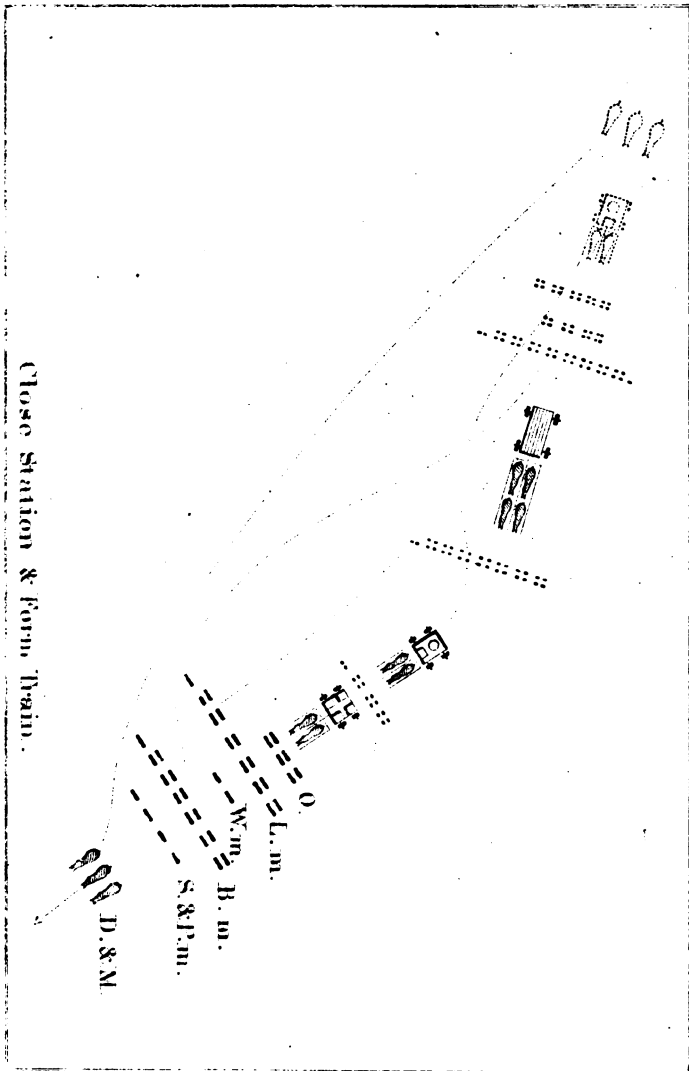 Close Station & Form Train.
O.
L.m.
W.m.
B.m.
S.&P.m.
D.&M.